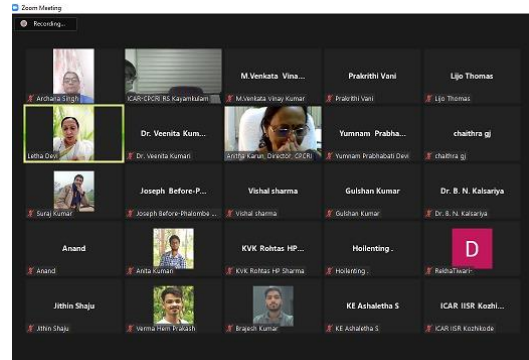 Zoom Meeting
Recording...
Archana Singh
ICAR-CPCRI RS Kayamkulam
M.Venkata Vina...
M.Venkata Vinay Kumar
Prakrithi Vani
Prakrithi Vani
Lijo Thomas
Lijo Thomas
Letha Devi
Dr. Veenita Kum...
Dr. Veenita Kumari
Anitha Karun, Director, CPCRI
Yumnam Prabha...
Yumnam Prabhabati Devi
chaithra gj
chaithra gj
Suraj Kumar
Joseph Before-P...
Joseph Before-Phalombe ...
Vishal sharma
Vishal sharma
Gulshan Kumar
Gulshan Kumar
Dr. B. N. Kalsariya
Dr. B. N. Kalsariya
Anand
Anand
Anita Kumari
KVK Rohtas HP...
KVK Rohtas HP Sharma
Hoilenting .
Hoilenting .
D
RekhaTiwari-
Jithin Shaju
Jithin Shaju
Verma Hem Prakash
Brajesh Kumar
KE Ashaletha S
KE Ashaletha S
ICAR IISR Kozhi...
ICAR IISR Kozhikode